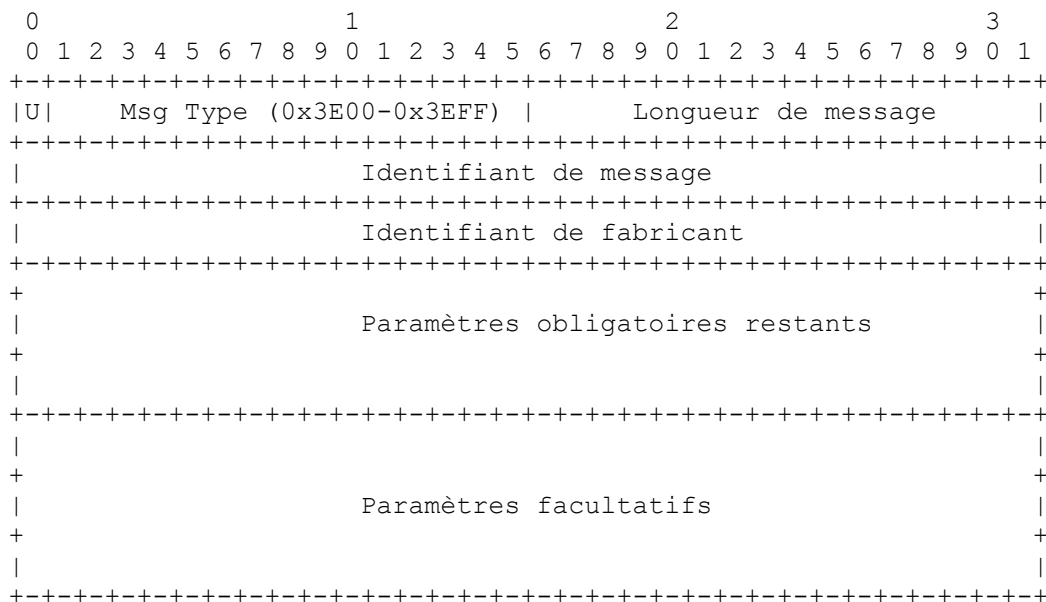 0                   1                   2                   3
 0 1 2 3 4 5 6 7 8 9 0 1 2 3 4 5 6 7 8 9 0 1 2 3 4 5 6 7 8 9 0 1
+-+-+-+-+-+-+-+-+-+-+-+-+-+-+-+-+-+-+-+-+-+-+-+-+-+-+-+-+-+-+-+-+
|U|    Msg Type (0x3E00-0x3EFF) |      Longueur de message      |
+-+-+-+-+-+-+-+-+-+-+-+-+-+-+-+-+-+-+-+-+-+-+-+-+-+-+-+-+-+-+-+-+
|                     Identifiant de message                    |
+-+-+-+-+-+-+-+-+-+-+-+-+-+-+-+-+-+-+-+-+-+-+-+-+-+-+-+-+-+-+-+-+
|                     Identifiant de fabricant                  |
+-+-+-+-+-+-+-+-+-+-+-+-+-+-+-+-+-+-+-+-+-+-+-+-+-+-+-+-+-+-+-+-+
+                                                               +
|                     Paramètres obligatoires restants          |
+                                                               +
|                                                               |
+-+-+-+-+-+-+-+-+-+-+-+-+-+-+-+-+-+-+-+-+-+-+-+-+-+-+-+-+-+-+-+-+
|                                                               |
+                                                               +
|                     Paramètres facultatifs                    |
+                                                               +
|                                                               |
+-+-+-+-+-+-+-+-+-+-+-+-+-+-+-+-+-+-+-+-+-+-+-+-+-+-+-+-+-+-+-+-+